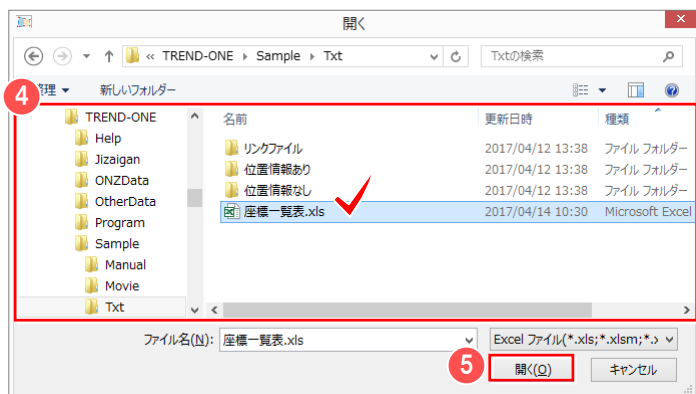 開く
« TREND-ONE › Sample › Txt
Txtの検索
理 ▼ 新しいフォルダー
4
TREND-ONE
Help
Jizaigan
ONZData
OtherData
Program
Sample
Manual
Movie
Txt
名前 更新日時 種類
リンクファイル 2017/04/12 13:38 ファイル フォルダー
位置情報あり 2017/04/12 13:38 ファイル フォルダー
位置情報なし 2017/04/12 13:38 ファイル フォルダー
座標一覧表.xls 2017/04/14 10:30 Microsoft Excel
ファイル名(N): 座標一覧表.xls Excel ファイル(*.xls;*.xlsm;*.x
5
開く(O) キャンセル